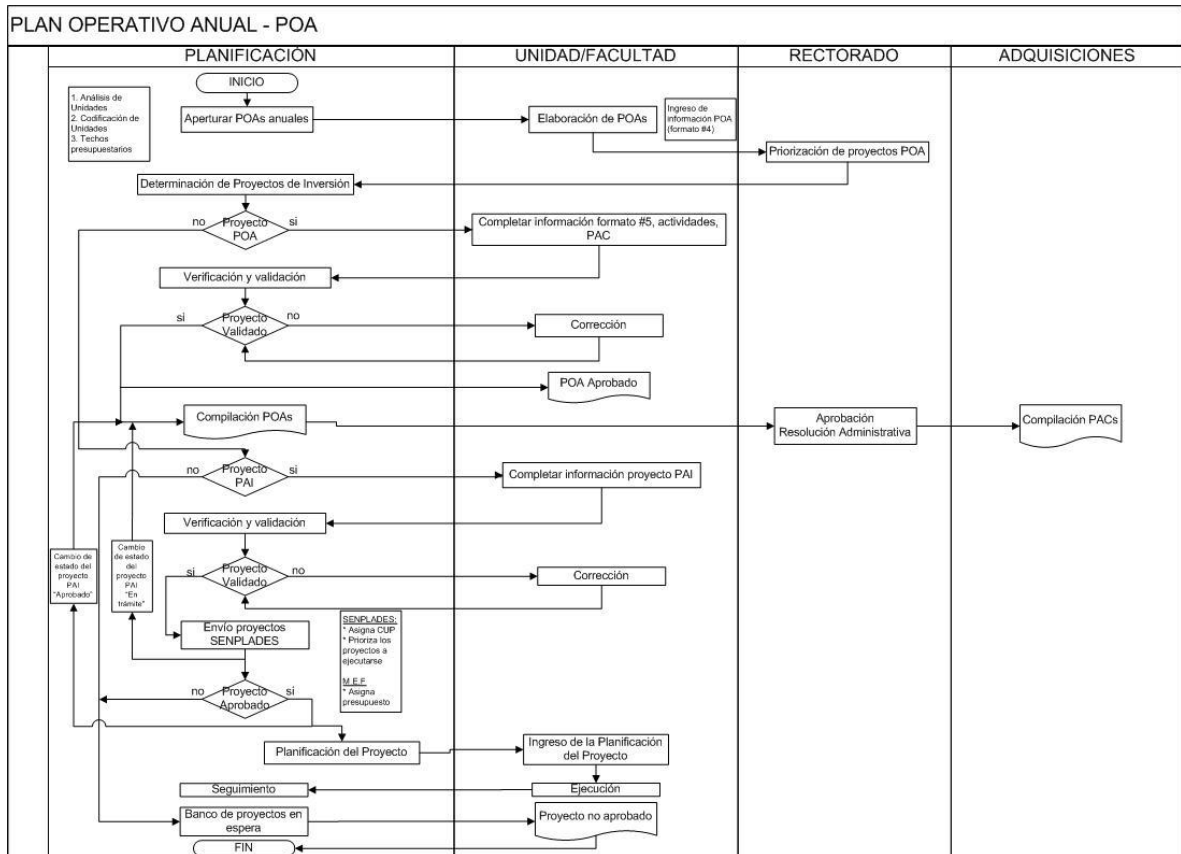 PLAN OPERATIVO ANUAL - POA
PLANIFICACIÓN
UNIDAD/FACULTAD
RECTORADO
ADQUISICIONES
INICIO
1. Análisis de
Unidades
2. Codificación de
Unidades
3. Techos
presupuestarios
Aperturar POAs anuales
Elaboración de POAs
Ingreso de
información POA
(formato #4)
Priorización de proyectos POA
Determinación de Proyectos de Inversión
no
Proyecto
POA
si
Completar información formato #5, actividades,
PAC
Verificación y validación
si
Proyecto
Validado
no
Corrección
POA Aprobado
Compilación POAs
Aprobación
Resolución Administrativa
Compilación PACs
no
Proyecto
PAI
si
Completar información proyecto PAI
Verificación y validación
Cambio de
estado del
proyecto
PAI
"Aprobado"
Cambio
de estado
del
proyecto
PAI
"En
trámite"
si
Proyecto
Validado
no
Corrección
Envío proyectos
SENPLADES
SENPLADES:
* Asigna CUP
* Prioriza los
proyectos a
ejecutarse
M.E.F
* Asigna
presupuesto
no
Proyecto
Aprobado
si
Planificación del Proyecto
Ingreso de la Planificación
del Proyecto
Seguimiento
Ejecución
Banco de proyectos en
espera
Proyecto no aprobado
FIN